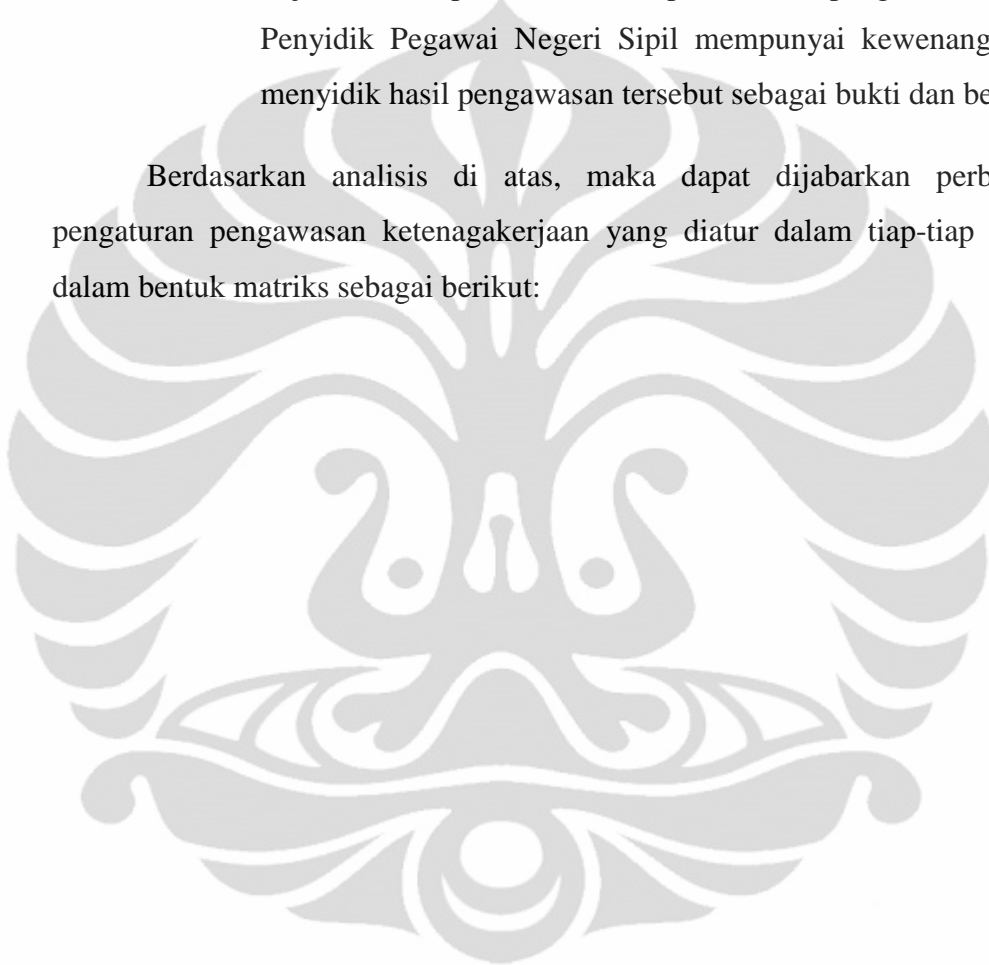 Penyidik Pegawai Negeri Sipil mempunyai kewenang
menyidik hasil pengawasan tersebut sebagai bukti dan be
Berdasarkan analisis di atas, maka dapat dijabarkan perb
pengaturan pengawasan ketenagakerjaan yang diatur dalam tiap-tiap
dalam bentuk matriks sebagai berikut: